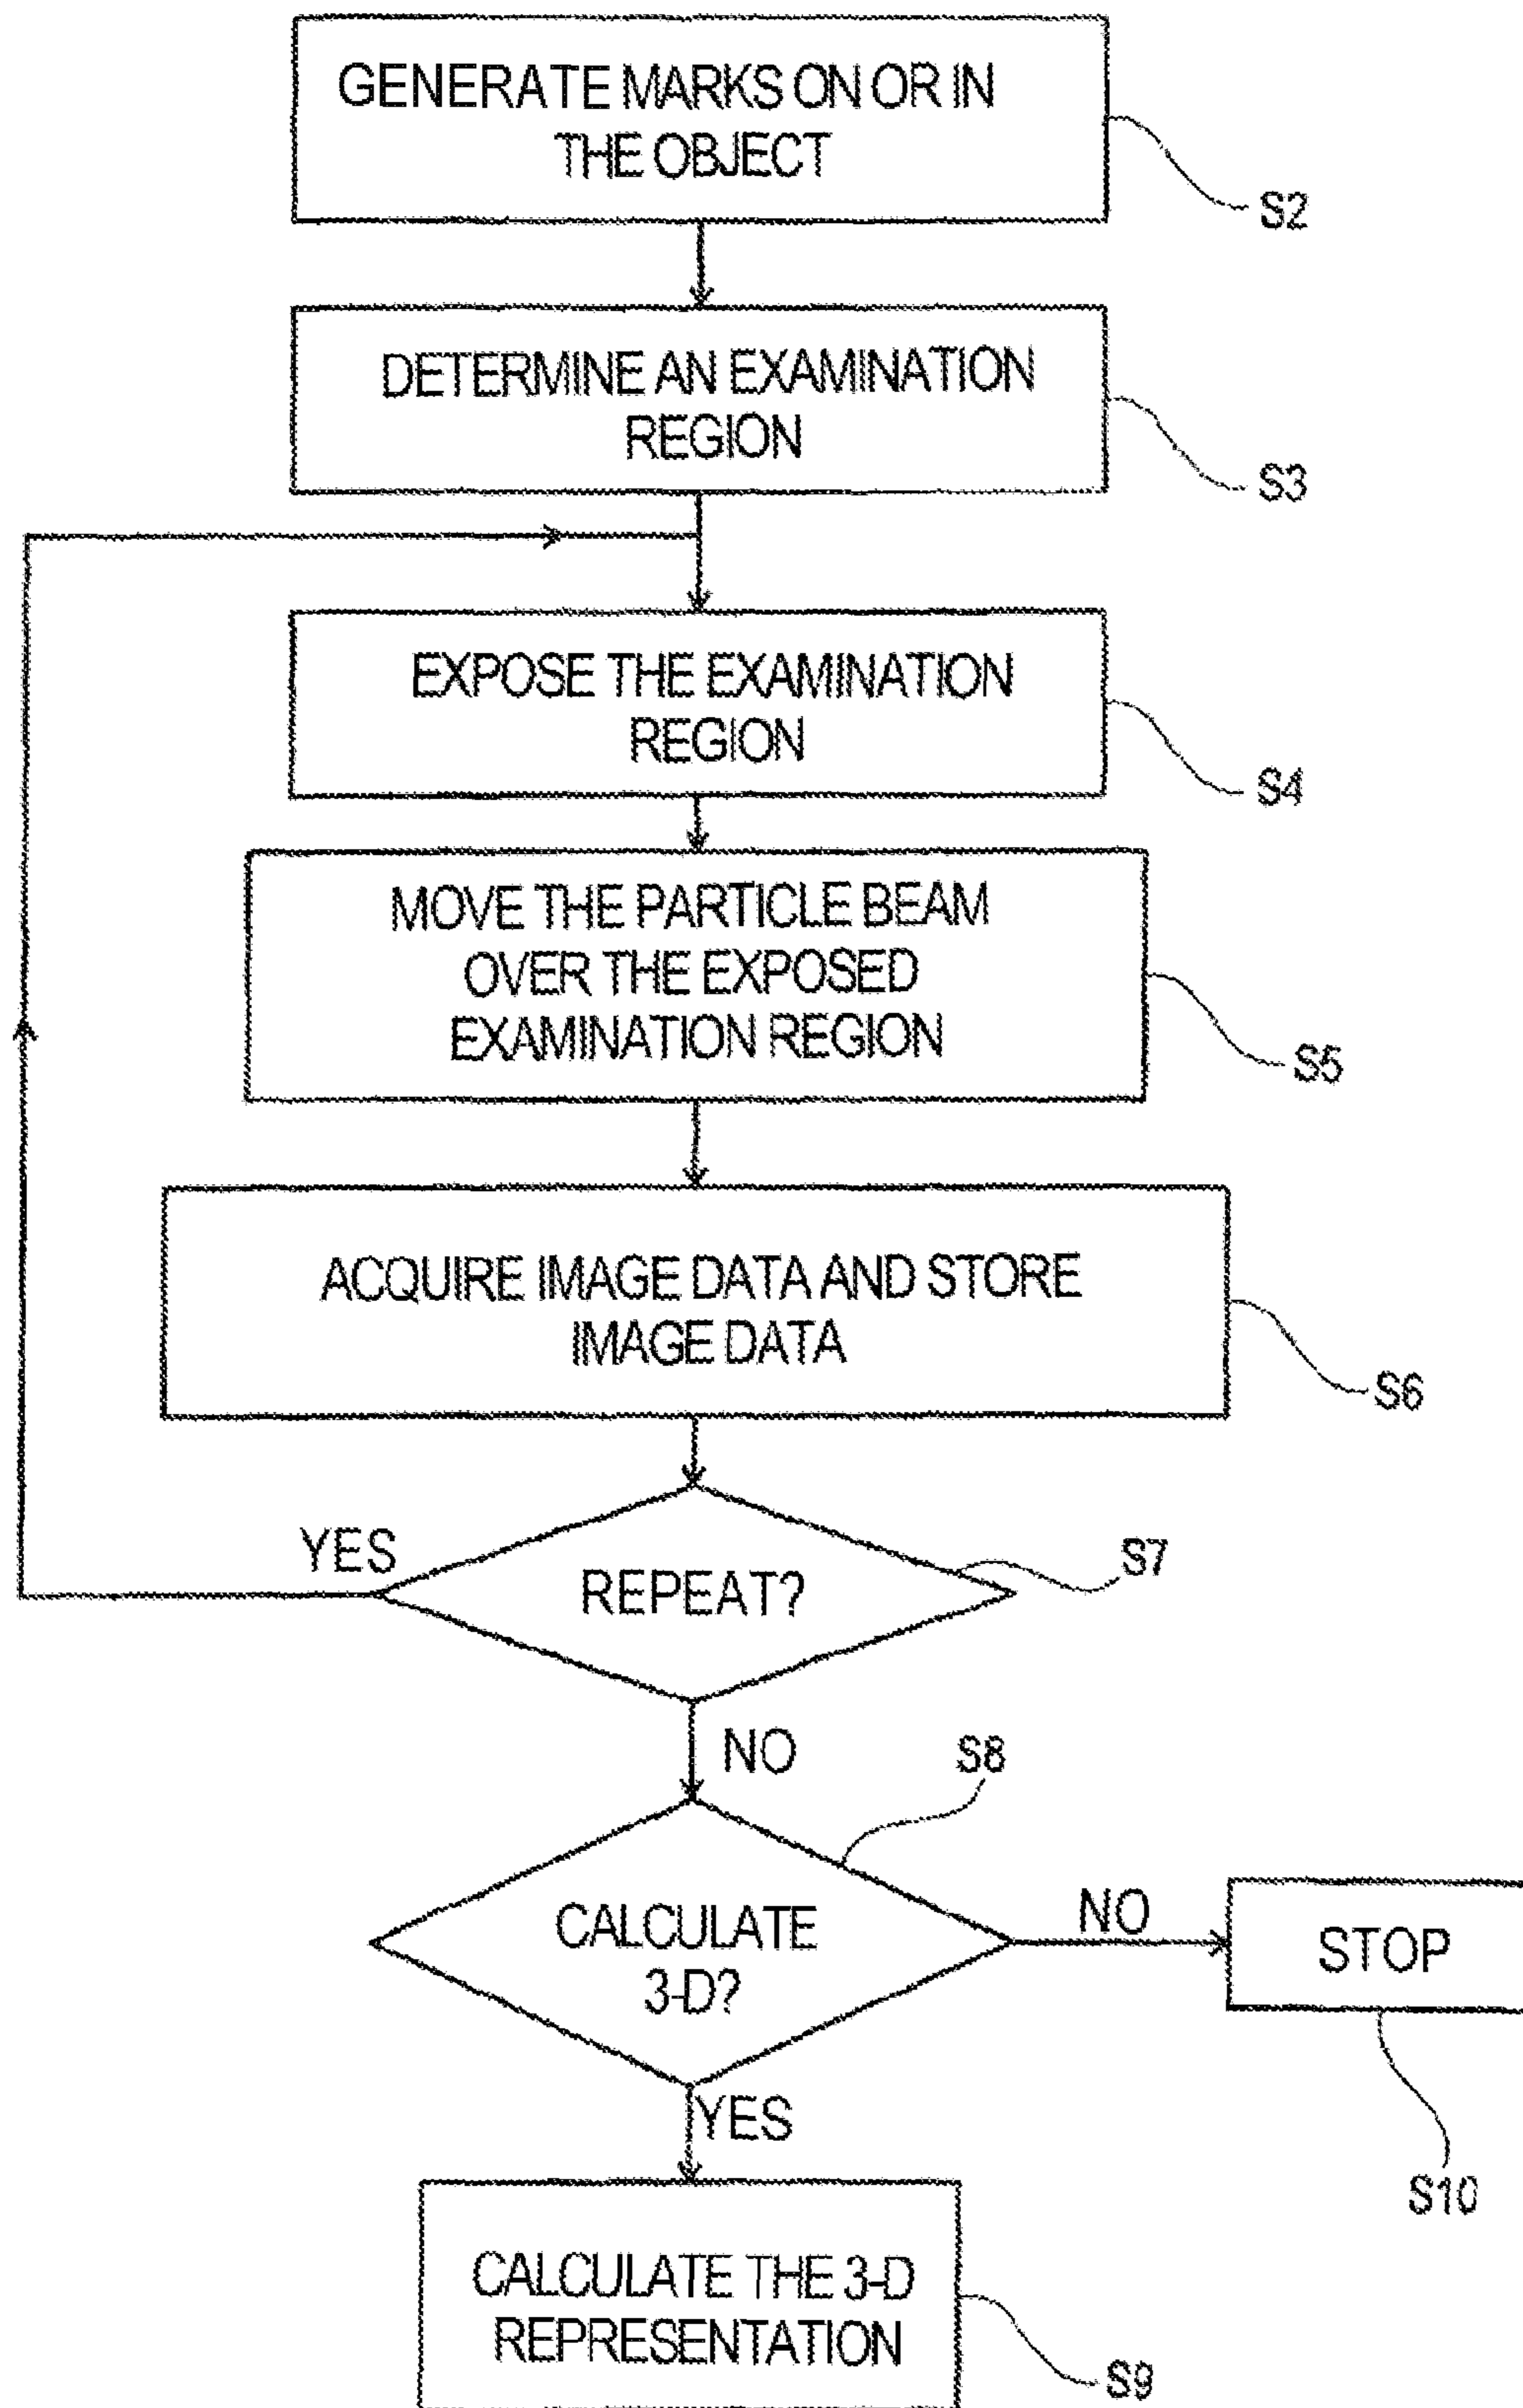 GENERATE MARKS ON OR IN
THE OBJECT
S2
DETERMINE AN EXAMINATION
REGION
S3
EXPOSE THE EXAMINATION
REGION
S4
MOVE THE PARTICLE BEAM
OVER THE EXPOSED
EXAMINATION REGION
S5
ACQUIRE IMAGE DATA AND STORE
IMAGE DATA
S6
YES
REPEAT?
S7
NO
S8
CALCULATE
3-D?
NO
STOP
S10
YES
CALCULATE THE 3-D
REPRESENTATION
S9